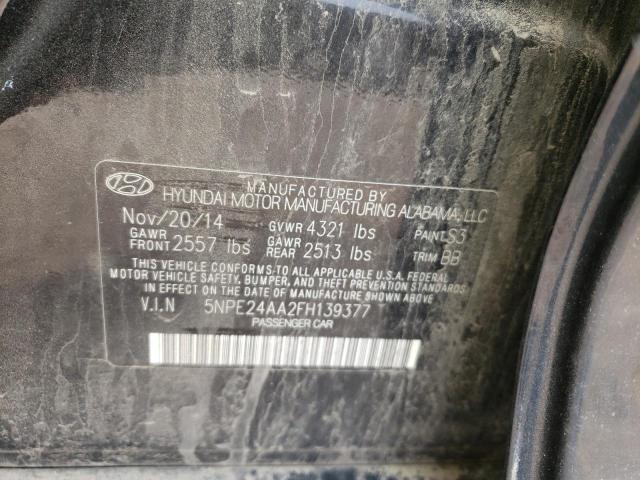 MANUFACTURED BY
HYUNDAI MOTOR MANUFACTURING ALABAMA, LLC
Nov/20/14 GVWR 4321 lbs PAINT S3
GAWR FRONT 2557 lbs GAWR REAR 2513 lbs TRIM BB
THIS VEHICLE CONFORMS TO ALL APPLICABLE U.S.A. FEDERAL
MOTOR VEHICLE SAFETY, BUMPER, AND THEFT PREVENTION STANDARDS
IN EFFECT ON THE DATE OF MANUFACTURE SHOWN ABOVE.
V.I.N 5NPE24AA2FH139377
PASSENGER CAR